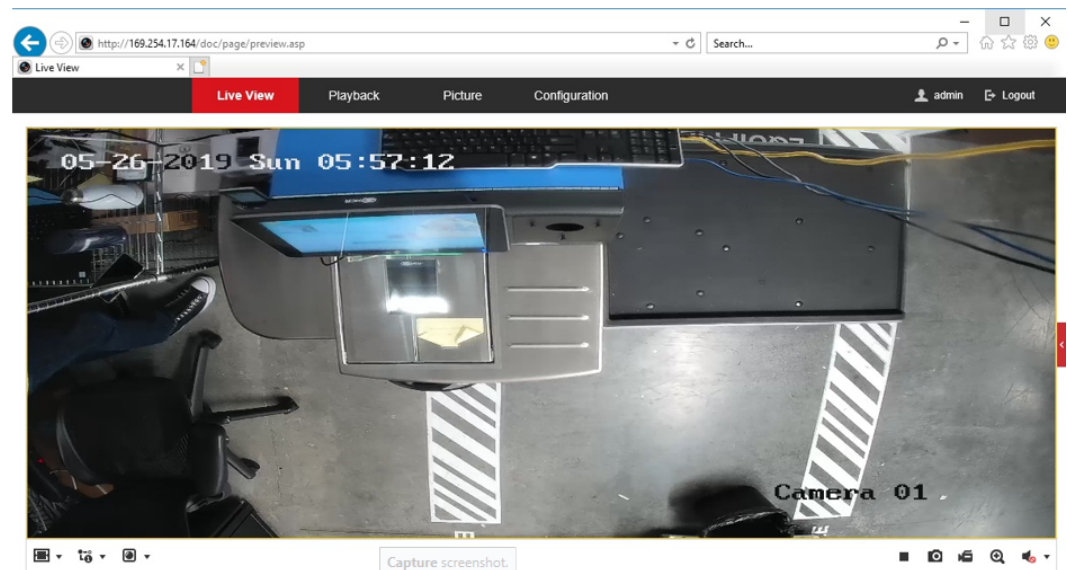 http://169.254.17.164/doc/page/preview.asp
Search...
Live View
Live View Playback Picture Configuration admin Logout
EQUIPM
05-26-2019 Sun 05:57:12
Camera 01
E
Capture screenshot.